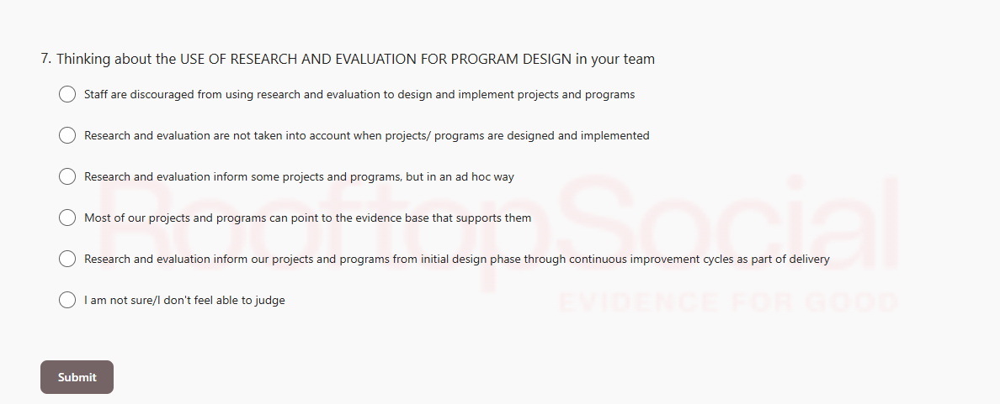 7. Thinking about the USE OF RESEARCH AND EVALUATION FOR PROGRAM DESIGN in your team
Staff are discouraged from using research and evaluation to design and implement projects and programs
Research and evaluation are not taken into account when projects/ programs are designed and implemented
Research and evaluation inform some projects and programs, but in an ad hoc way
RooftopSocial
Most of our projects and programs can point to the evidence base that supports them
Research and evaluation inform our projects and programs from initial design phase through continuous improvement cycles as part of delivery
I am not sure/I don't feel able to judge
EVIDENCE FOR GOOD
Submit